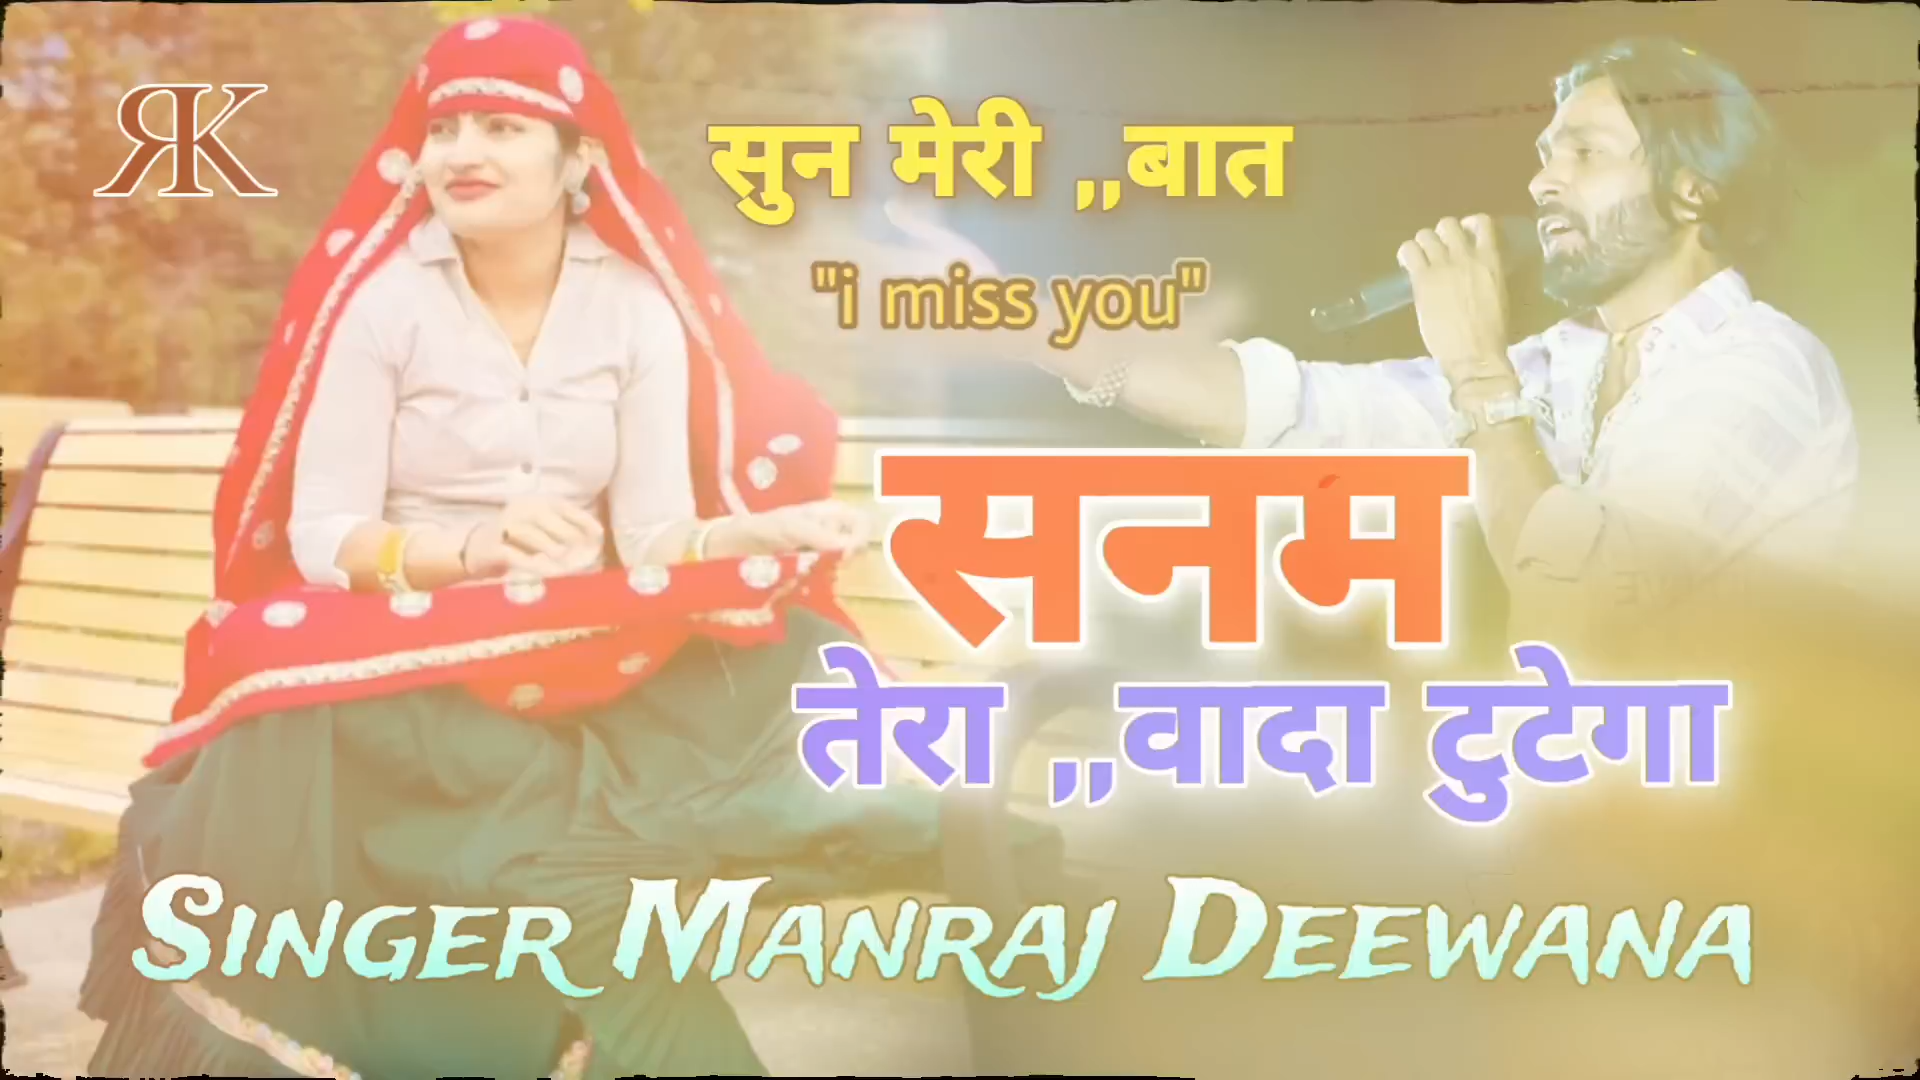 RK
सुन मेरी ,,बात
"i miss you"
सनम
तेरा ,,वादा टुटेगा
SINGER MANRAJ DEEWANA